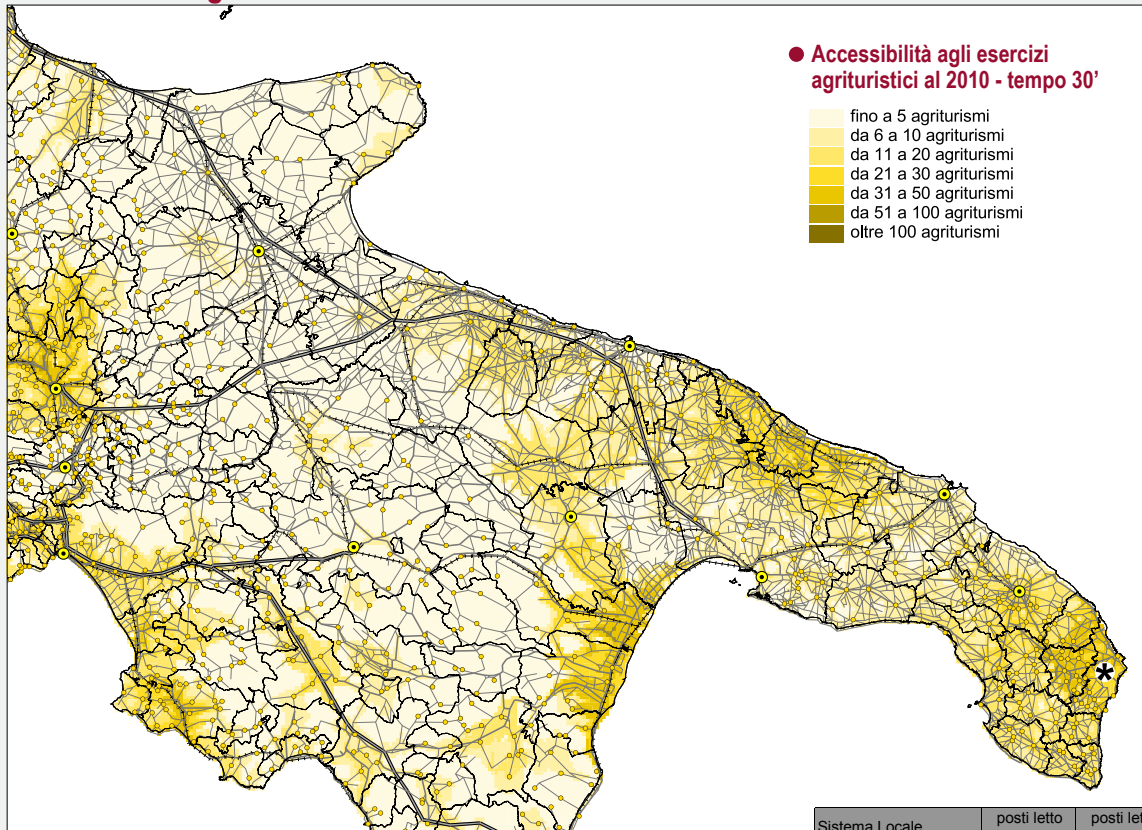 ● Accessibilità agli esercizi
agrituristici al 2010 - tempo 30’
fino a 5 agriturismi
da 6 a 10 agriturismi
da 11 a 20 agriturismi
da 21 a 30 agriturismi
da 31 a 50 agriturismi
da 51 a 100 agriturismi
oltre 100 agriturismi
*
Sistema Locale
posti letto
posti let